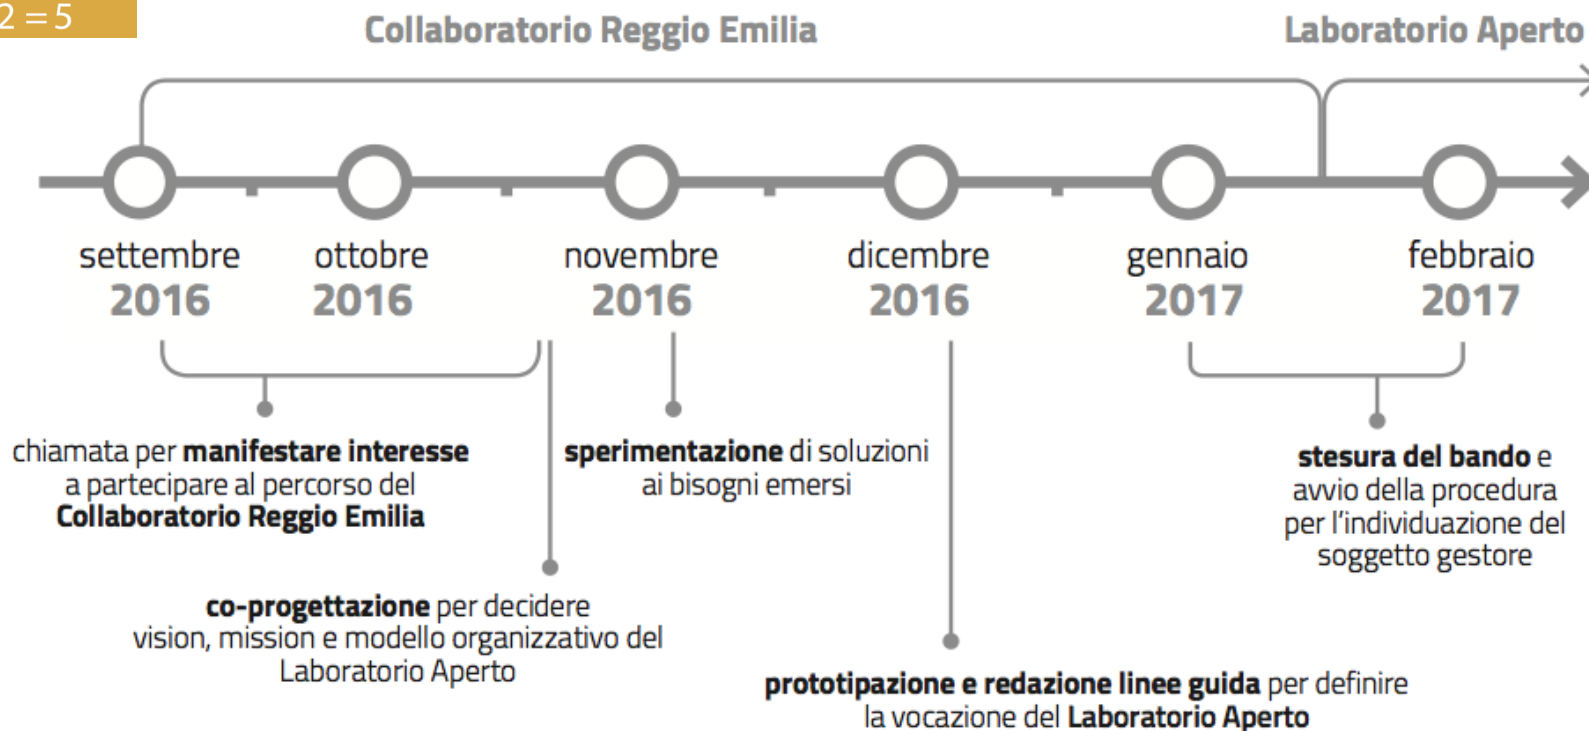 2 = 5
Collaboratorio Reggio Emilia
Laboratorio Aperto
settembre
2016
ottobre
2016
novembre
2016
dicembre
2016
gennaio
2017
febbraio
2017
chiamata per manifestare interesse
a partecipare al percorso del
Collaboratorio Reggio Emilia
sperimentazione di soluzioni
ai bisogni emersi
stesura del bando e
avvio della procedura
per l'individuazione del
soggetto gestore
co-progettazione per decidere
vision, mission e modello organizzativo del
Laboratorio Aperto
prototipazione e redazione linee guida per definire
la vocazione del Laboratorio Aperto